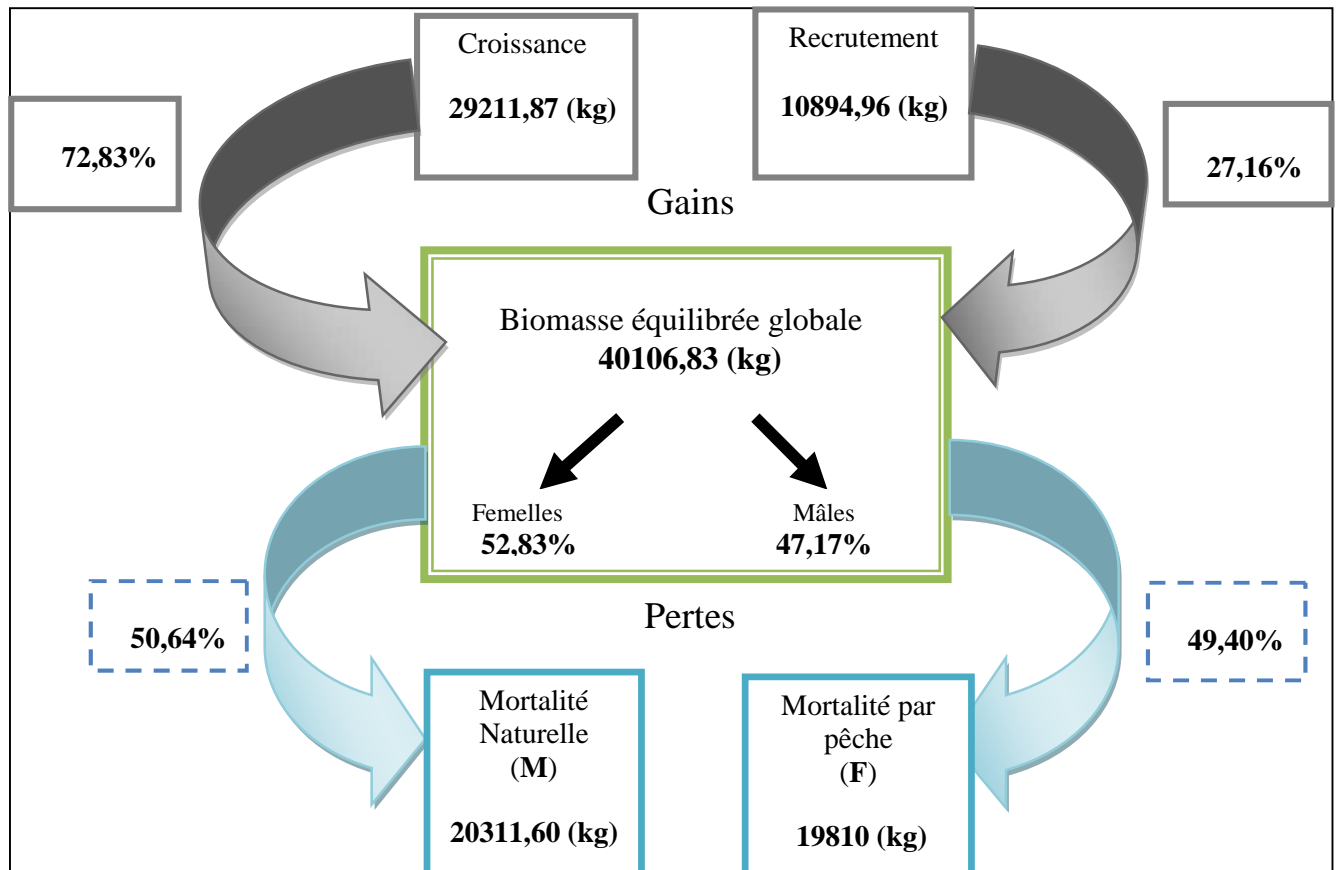 Croissance
29211,87 (kg)
Recrutement
10894,96 (kg)
72,83%
27,16%
Gains
Biomasse équilibrée globale
40106,83 (kg)
Femelles
52,83%
Mâles
47,17%
Pertes
50,64%
49,40%
Mortalité
Naturelle
(M)
20311,60 (kg)
Mortalité par
pêche
(F)
19810 (kg)